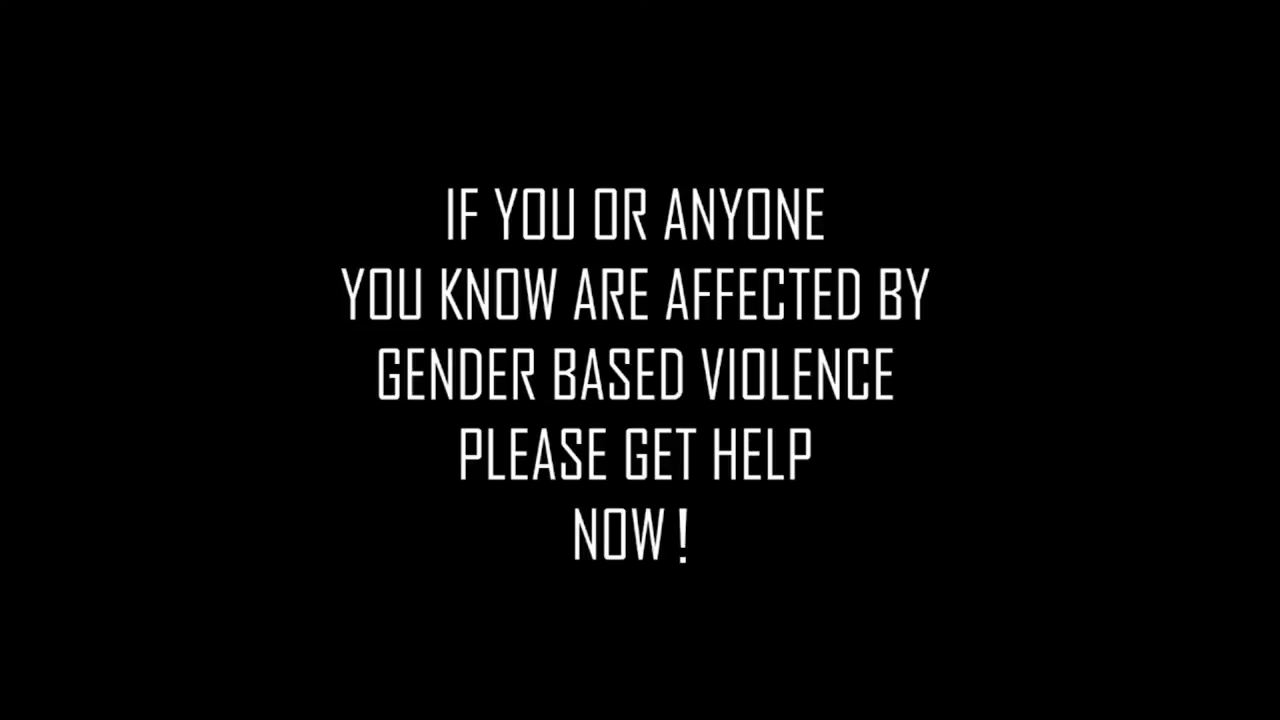 IF YOU OR ANYONE
YOU KNOW ARE AFFECTED BY
GENDER BASED VIOLENCE
PLEASE GET HELP
NOW!